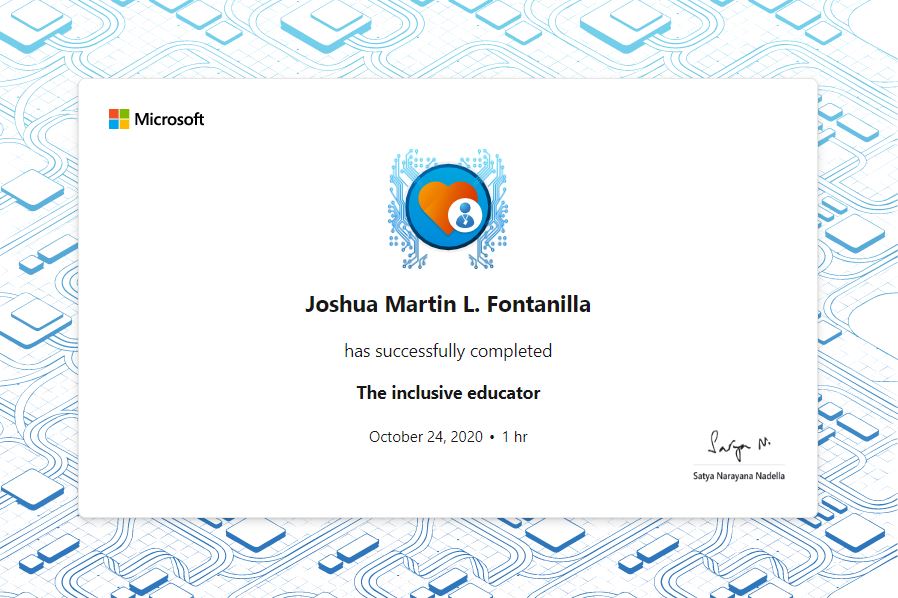 Microsoft
Joshua Martin L. Fontanilla
has successfully completed
The inclusive educator
October 24, 2020 • 1 hr
Satya N.
Satya Narayana Nadella